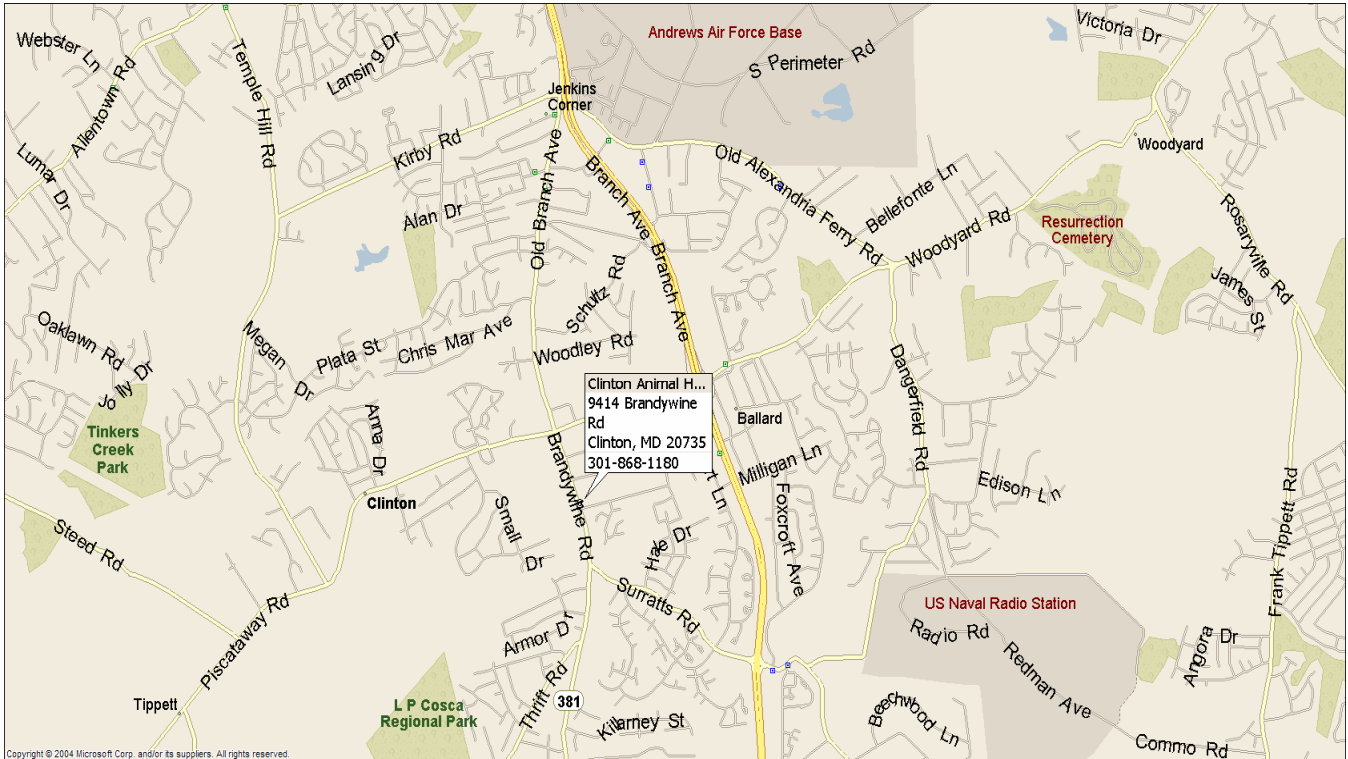 Andrews Air Force Base
Victoria Dr
Webster Ln
Allentown Rd
Temple Hill Rd
Lansing Dr
S Perimeter Rd
Jenkins
Corner
Kirby Rd
Old Branch Ave
Branch Ave
Branch Ave
Old Alexandria Ferry Rd
Bellefonte Ln
Woodyard
Lumar Dr
Alan Dr
Woodyard Rd
Resurrection
Cemetery
Rosaryville Rd
James St
Schultz Rd
Oaklawn Rd
Jolly Dr
Megan Dr
Plata St
Chris Mar Ave
Woodley Rd
Dangerfield Rd
Clinton Animal H...
9414 Brandywine
Rd
Clinton, MD 20735
301-868-1180
Ballard
Tinkers
Creek
Park
Anna Dr
Brandywine Rd
rt Ln
Milligan Ln
Clinton
Small Dr
Foxcroft Ave
Edison Ln
Steed Rd
Hale Dr
Frank Tippett Rd
Surratts Rd
US Naval Radio Station
Piscataway Rd
Armor Dr
Radio Rd
Redman Ave
Angora Dr
Thrift Rd
381
Tippett
L P Cosca
Regional Park
Killarney St
Beechwood Ln
Commo Rd
Copyright © 2004 Microsoft Corp. and/or its suppliers. All rights reserved.